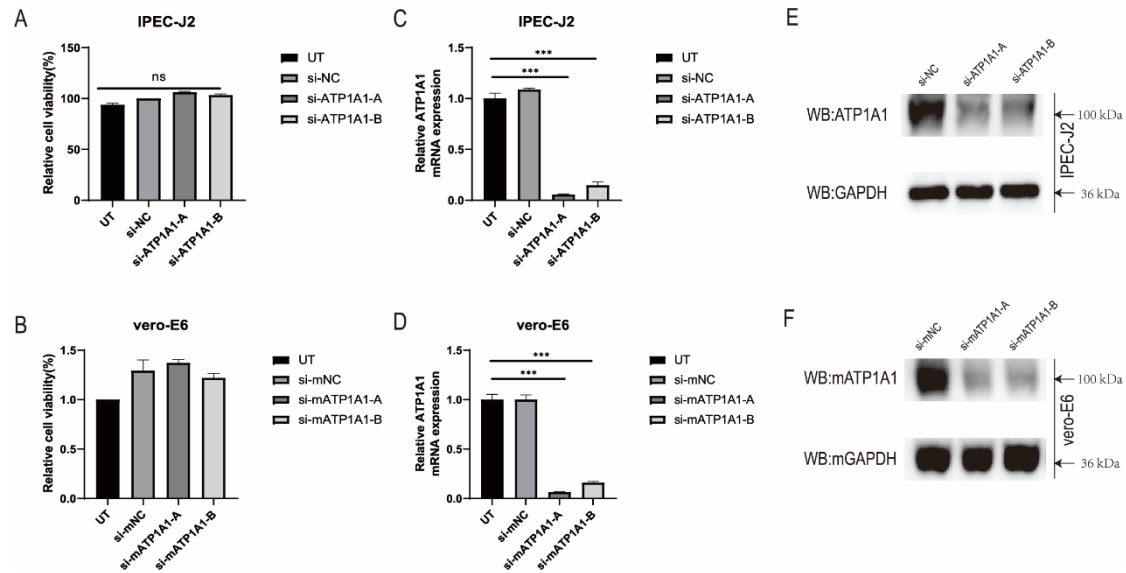 A
IPEC-J2
Relative cell viability(%)
150
100
50
0
ns
UT
si-NC
si-ATP1A1-A
si-ATP1A1-B
UT
si-NC
si-ATP1A1-A
si-ATP1A1-B
C
IPEC-J2
Relative ATP1A1
mRNA expression
1.5
1.0
0.5
0.0
***
***
UT
si-NC
si-ATP1A1-A
si-ATP1A1-B
UT
si-NC
si-ATP1A1-A
si-ATP1A1-B
E
si-NC
si-ATP1A1-A
si-ATP1A1-B
WB:ATP1A1
100 kDa
WB:GAPDH
36 kDa
IPEC-J2
B
vero-E6
Relative cell viability(%)
1.5
1.0
0.5
0.0
UT
si-mNC
si-mATP1A1-A
si-mATP1A1-B
UT
si-mNC
si-mATP1A1-A
si-mATP1A1-B
D
vero-E6
Relative ATP1A1
mRNA expression
1.5
1.0
0.5
0.0
***
***
UT
si-mNC
si-mATP1A1-A
si-mATP1A1-B
UT
si-mNC
si-mATP1A1-A
si-mATP1A1-B
F
si-mNC
si-mATP1A1-A
si-mATP1A1-B
WB:mATP1A1
100 kDa
WB:mGAPDH
36 kDa
vero-E6